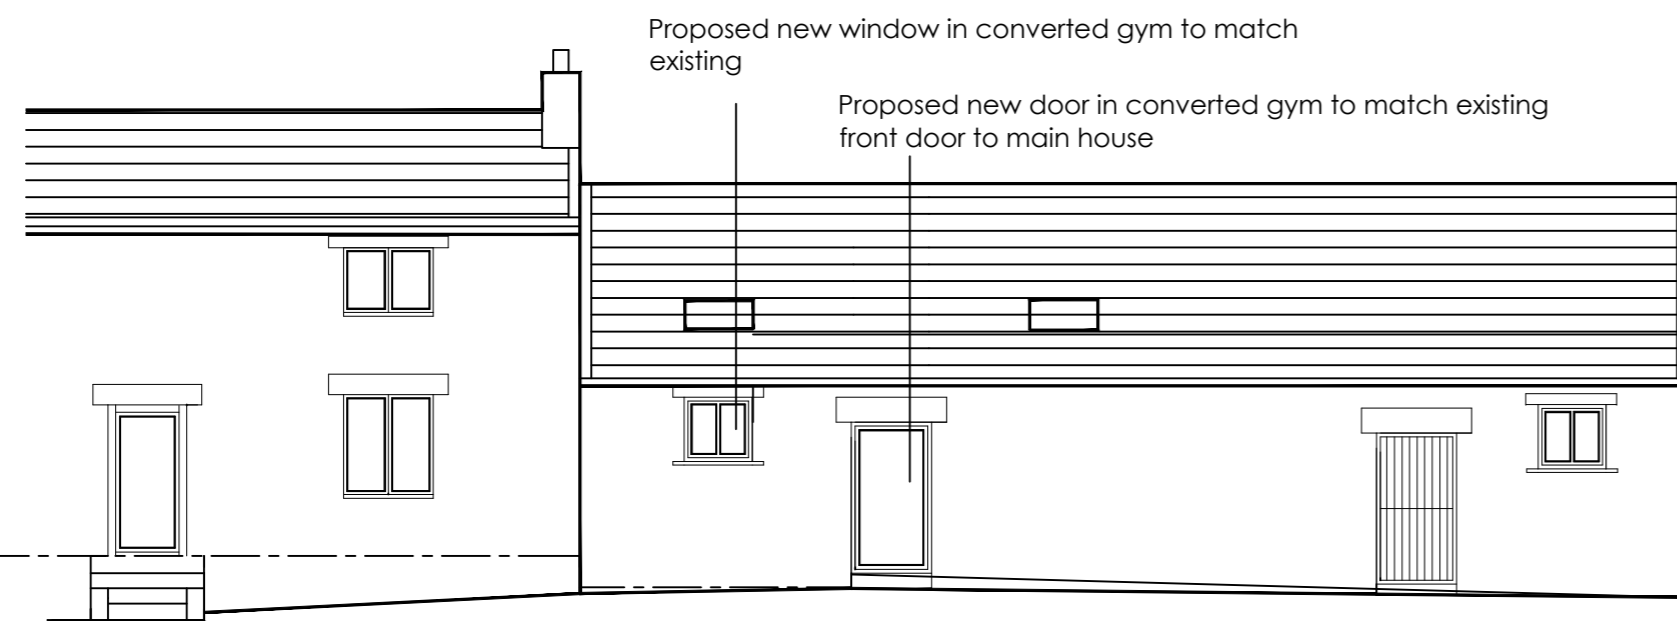 Proposed new window in converted gym to match
existing
Proposed new door in converted gym to match existing
front door to main house